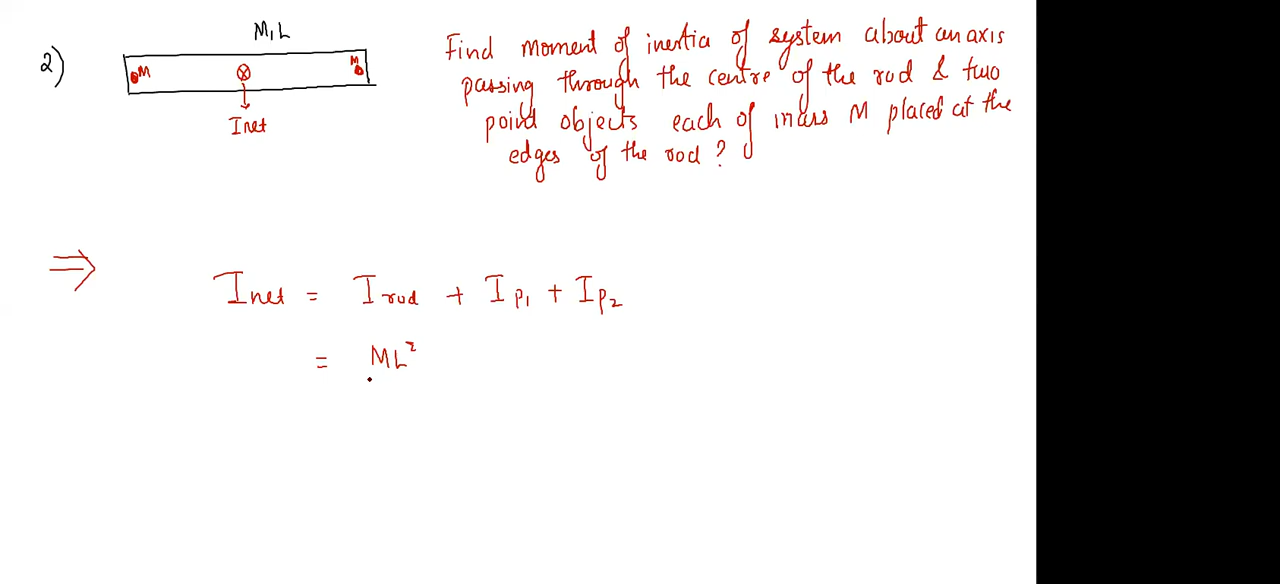 2)
M, L
M
M
Inet
Find moment of inertia of system about an axis
passing through the centre of the rod & two
point objects each of mass M placed at the
edges of the rod ?
⇒ Inet = Irod + Ip1 + Ip2
= ML²